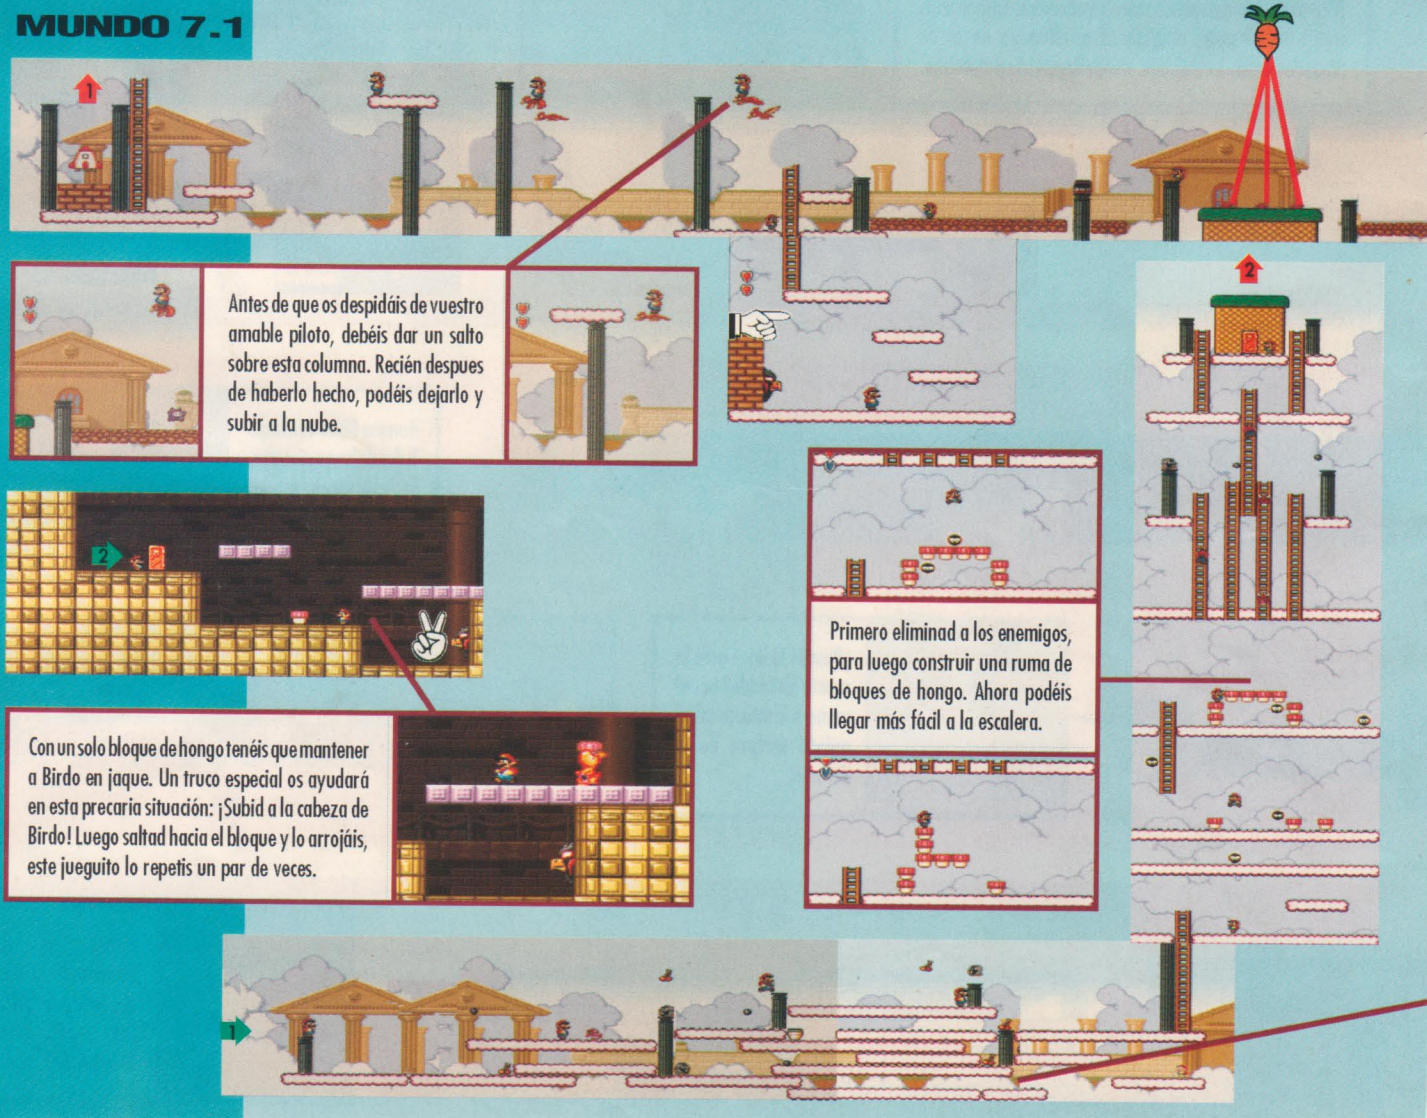 MUNDO 7.1
1
Antes de que os despidáis de vuestro
amable piloto, debéis dar un salto
sobre esta columna. Recién despues
de haberlo hecho, podéis dejarlo y
subir a la nube.
2
2
Primero eliminad a los enemigos,
para luego construir una ruma de
bloques de hongo. Ahora podéis
llegar más fácil a la escalera.
Con un solo bloque de hongo tenéis que mantener
a Birdo en jaque. Un truco especial os ayudará
en esta precaria situación: ¡Subid a la cabeza de
Birdo! Luego saltad hacia el bloque y lo arrojáis,
este jueguito lo repetis un par de veces.
1